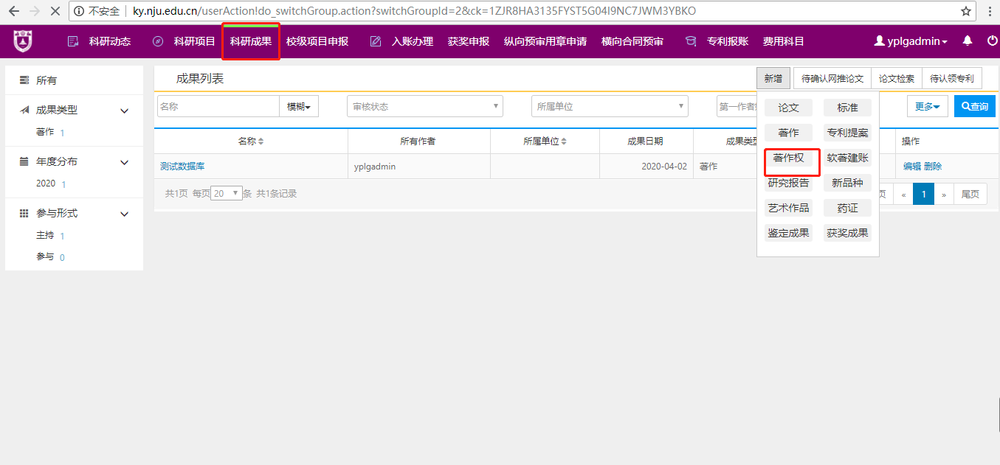 不安全 ky.nju.edu.cn/userAction!do_switchGroup.action?switchGroupId=2&ck=1ZJR8HA3135FYST5G04I9NC7JWM3YBKO
科研动态 科研项目 科研成果 校级项目申报 入账办理 获奖申报 纵向预审用章申请 横向合同预审 专利报账 费用科目 yplgadmin
所有
成果类型
著作 1
年度分布
2020 1
参与形式
主持 1
参与 0
成果列表
新增 待确认网推论文 论文检索 待认领专利
名称 模糊 审核状态 所属单位 第一作者 更多 查询
名称 所有作者 所属单位 成果日期 成果类型 操作
测试数据库 yplgadmin 2020-04-02 著作 编辑 删除
共1页 每页 20 条 共1条记录 页 « 1 » 尾页
论文 标准
著作 专利提案
著作权 软著建账
研究报告 新品种
艺术作品 药证
鉴定成果 获奖成果